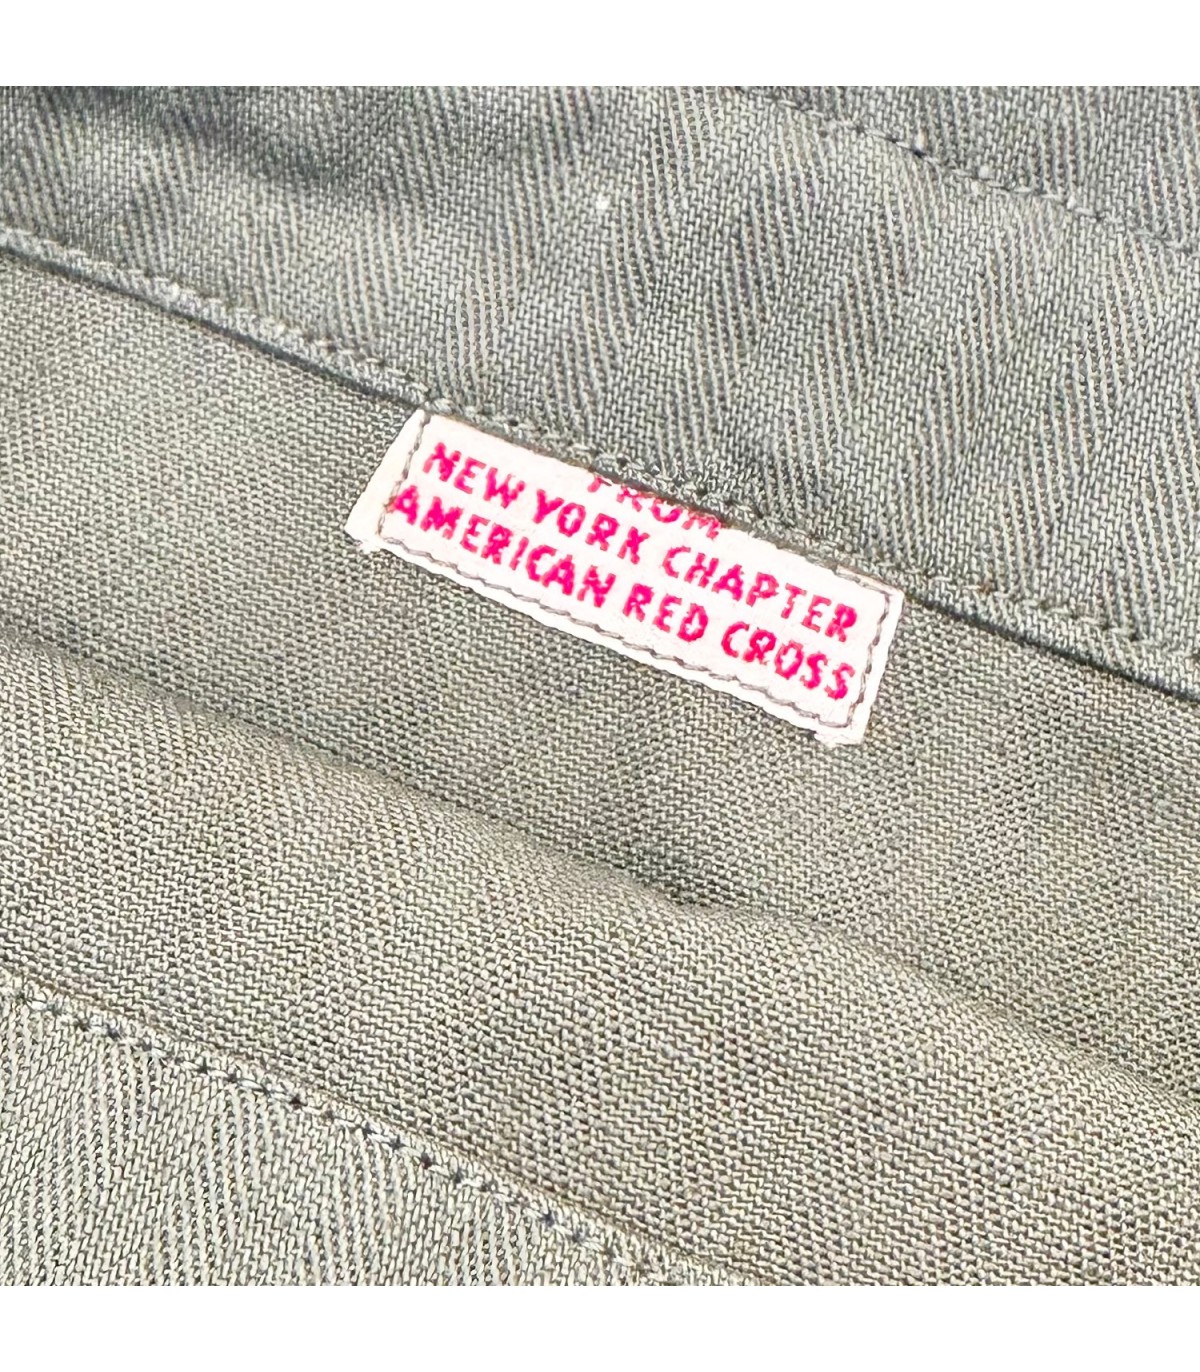 FROM
NEW YORK CHAPTER
AMERICAN RED CROSS